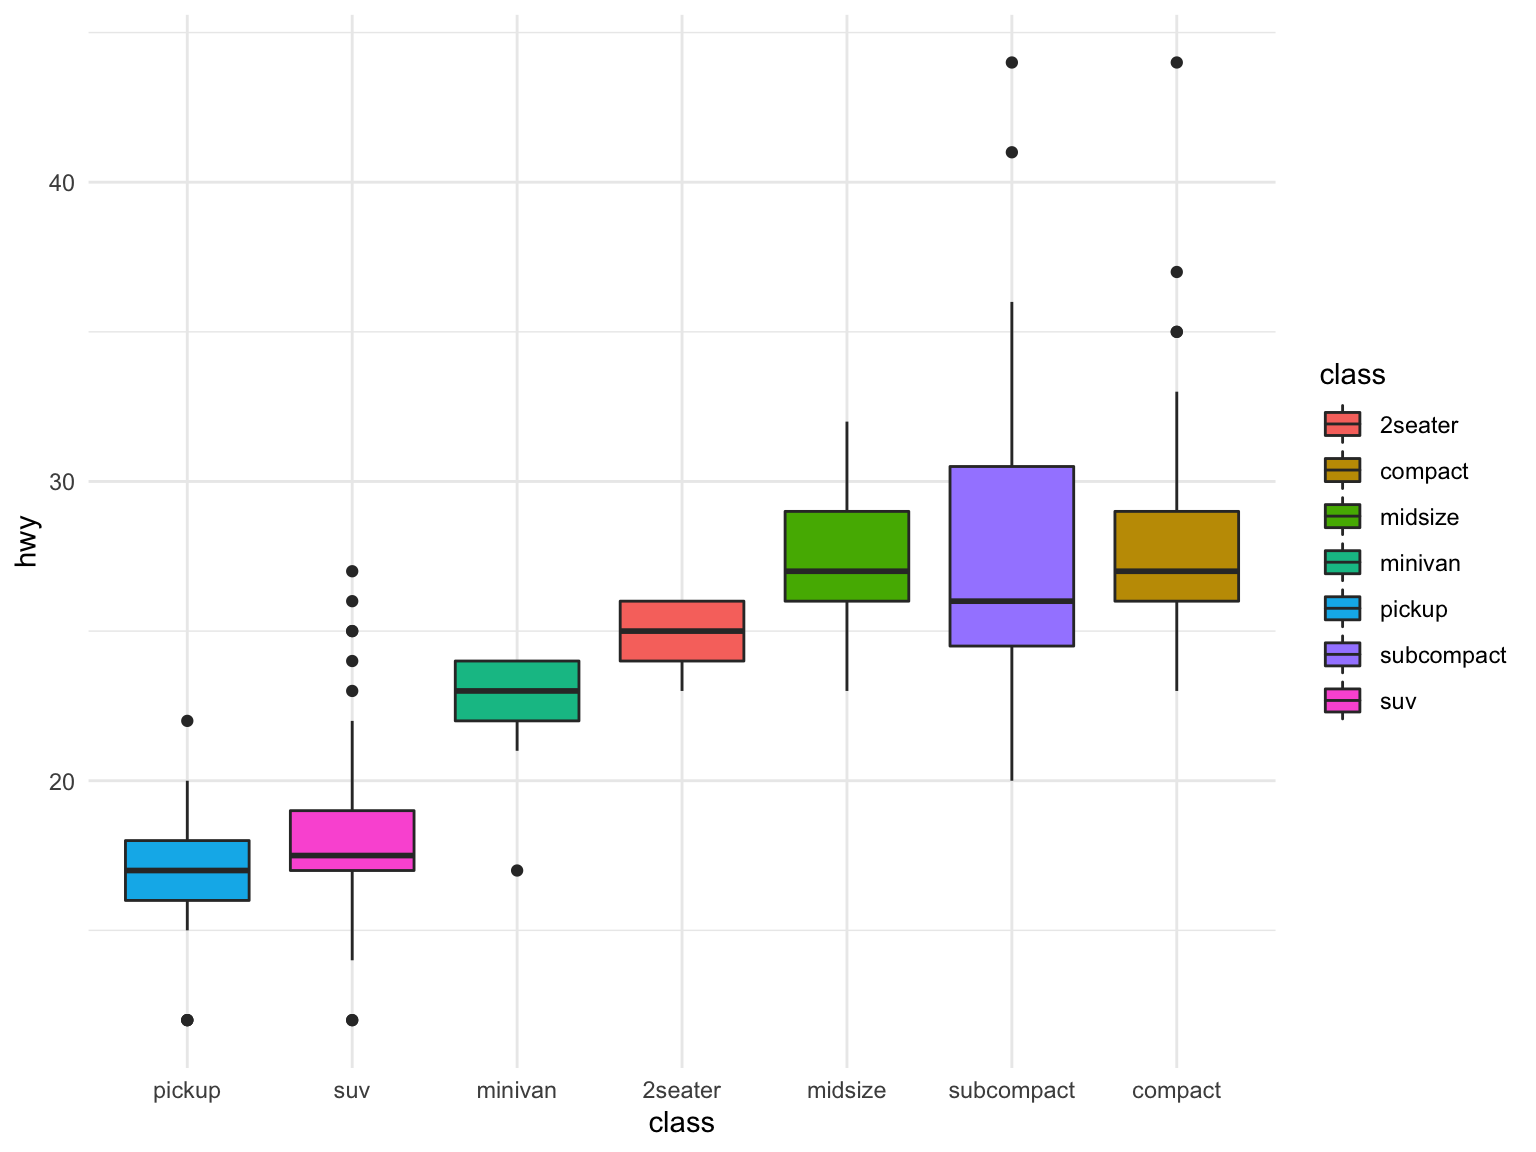 hwy
40
30
20
pickup
suv
minivan
2seater
midsize
subcompact
compact
class
class
2seater
compact
midsize
minivan
pickup
subcompact
suv